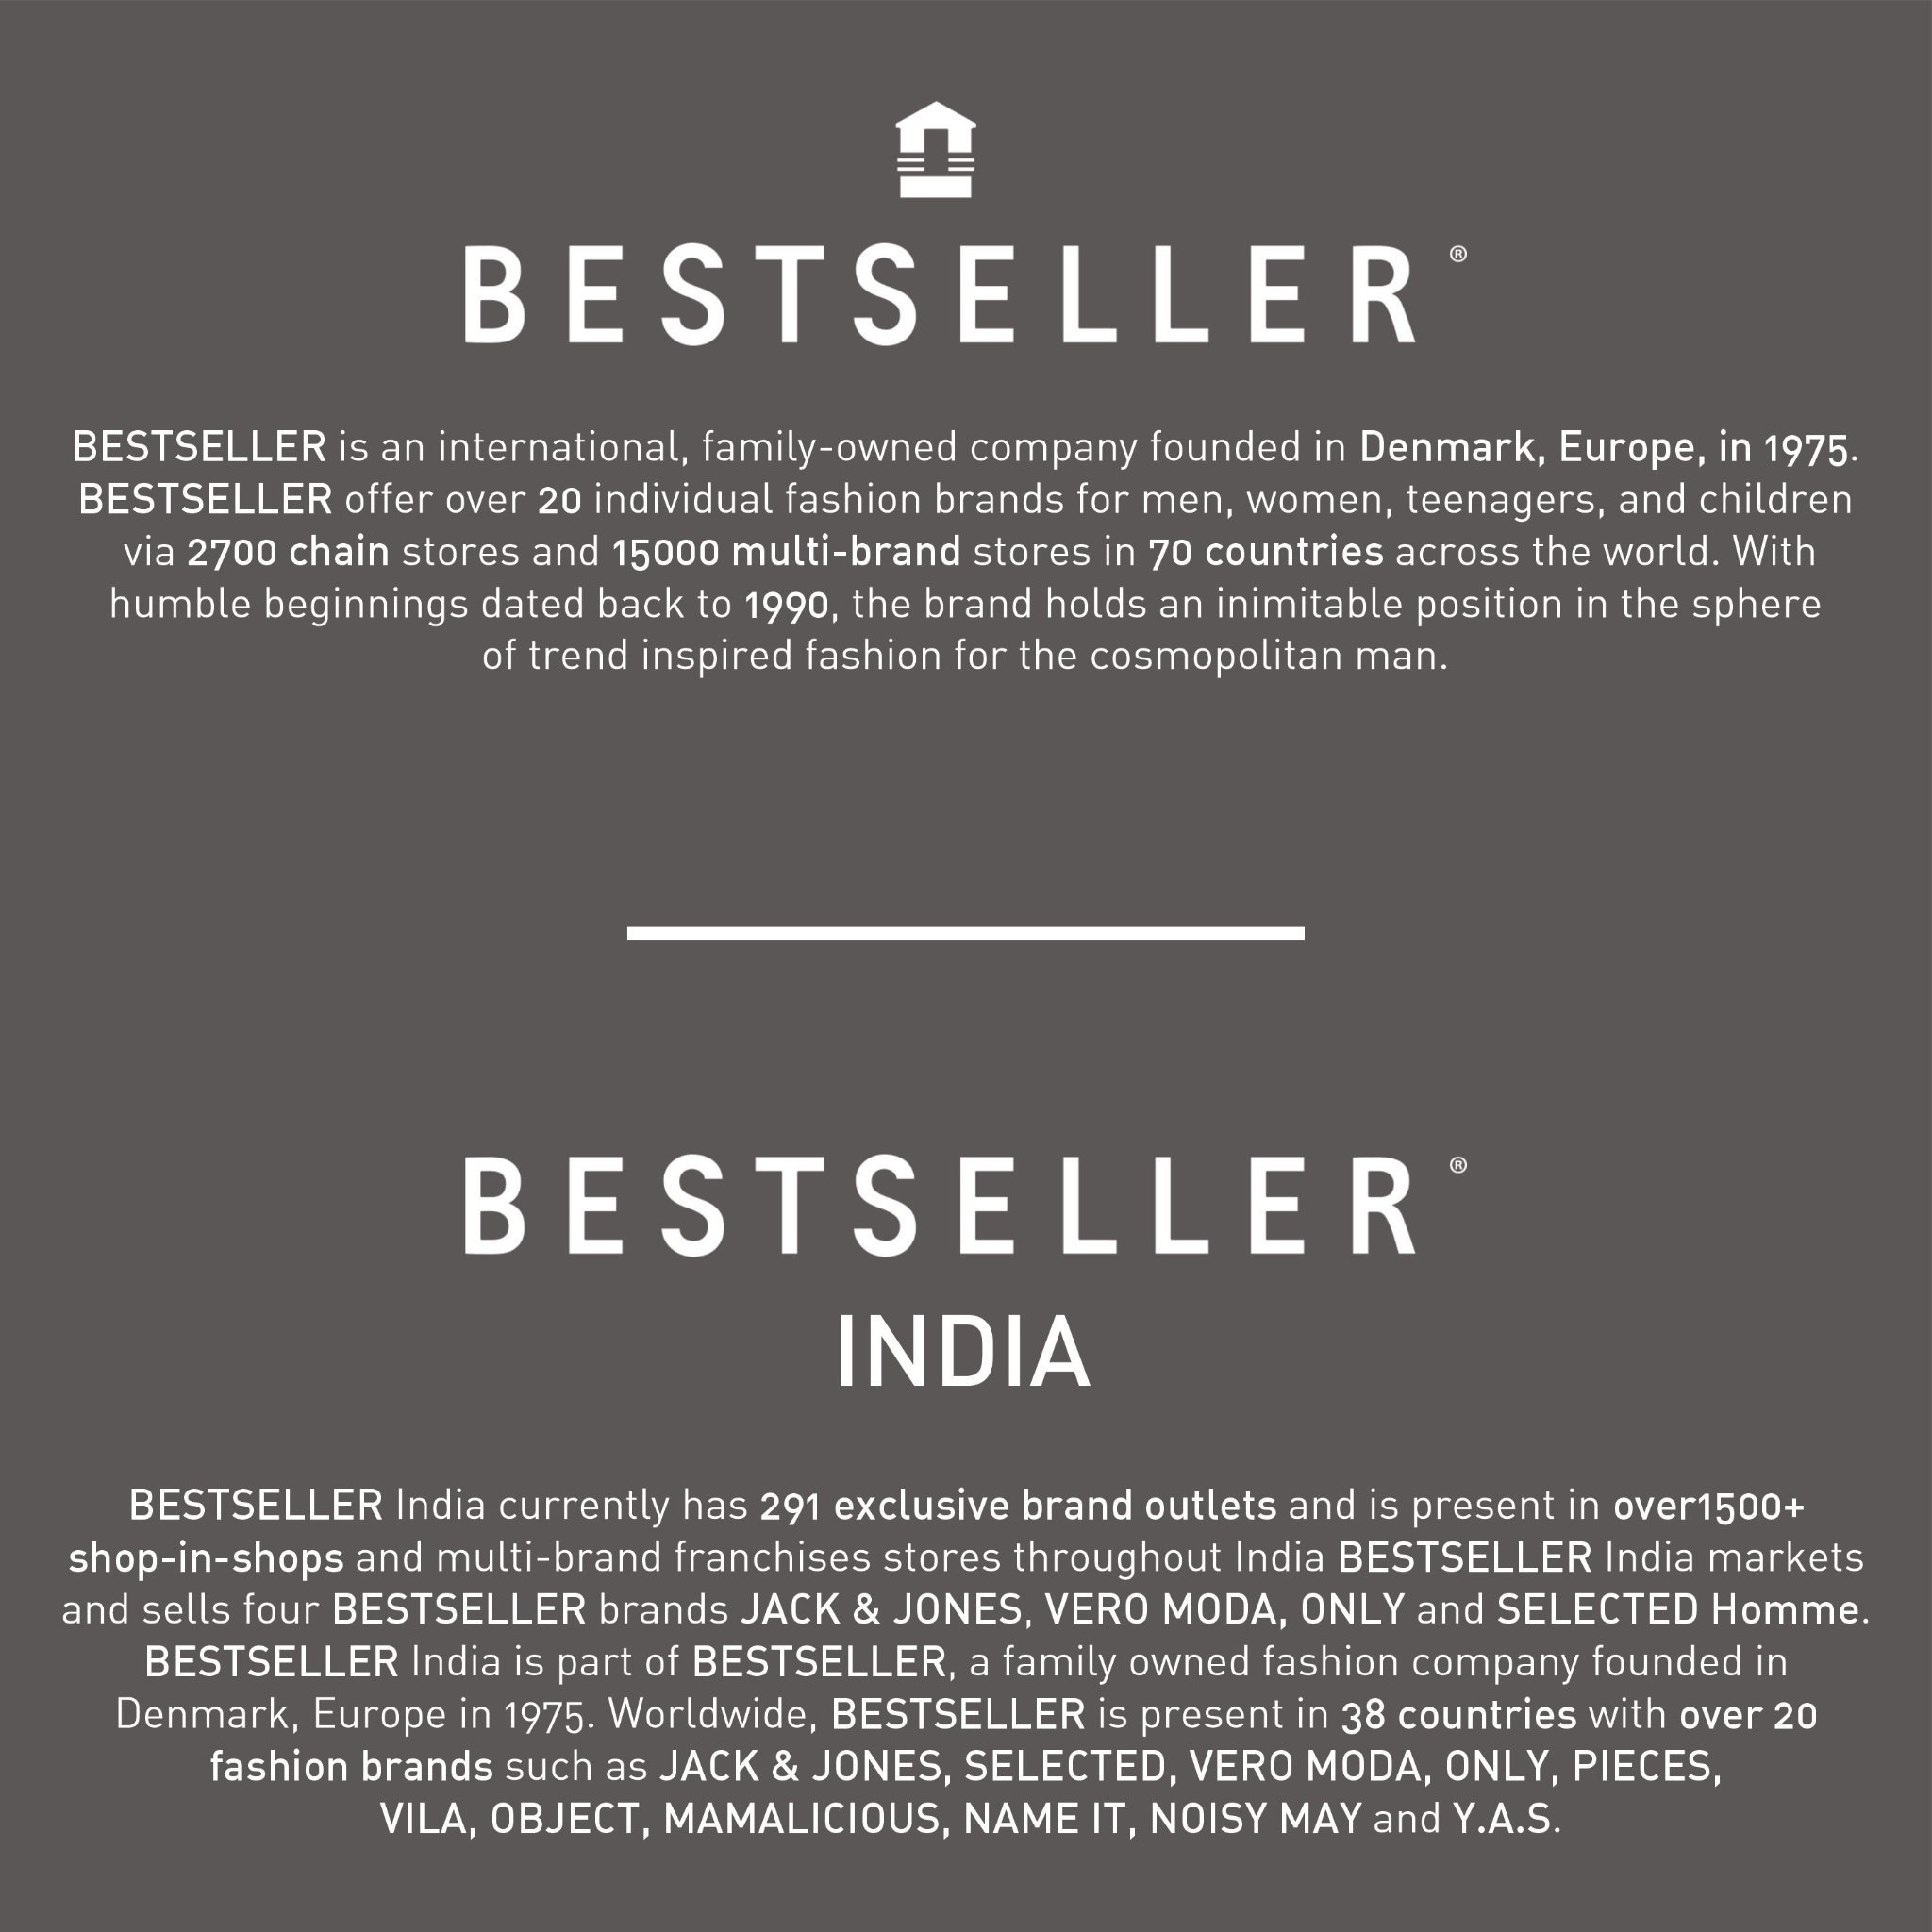 BESTSELLER®
BESTSELLER is an international, family-owned company founded in Denmark, Europe, in 1975.
BESTSELLER offer over 20 individual fashion brands for men, women, teenagers, and children
via 2700 chain stores and 15000 multi-brand stores in 70 countries across the world. With
humble beginnings dated back to 1990, the brand holds an inimitable position in the sphere
of trend inspired fashion for the cosmopolitan man.
BESTSELLER®
INDIA
BESTSELLER India currently has 291 exclusive brand outlets and is present in over1500+
shop-in-shops and multi-brand franchises stores throughout India BESTSELLER India markets
and sells four BESTSELLER brands JACK & JONES, VERO MODA, ONLY and SELECTED Homme.
BESTSELLER India is part of BESTSELLER, a family owned fashion company founded in
Denmark, Europe in 1975. Worldwide, BESTSELLER is present in 38 countries with over 20
fashion brands such as JACK & JONES, SELECTED, VERO MODA, ONLY, PIECES,
VILA, OBJECT, MAMALICIOUS, NAME IT, NOISY MAY and Y.A.S.